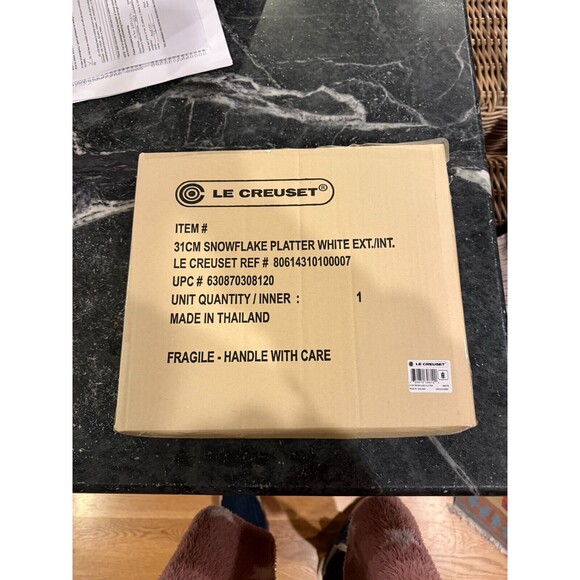 LE CREUSET®
ITEM #
31CM SNOWFLAKE PLATTER WHITE EXT./INT.
LE CREUSET REF # 80614310100007
UPC # 630870308120
UNIT QUANTITY / INNER : 1
MADE IN THAILAND
FRAGILE - HANDLE WITH CARE
LE CREUSET